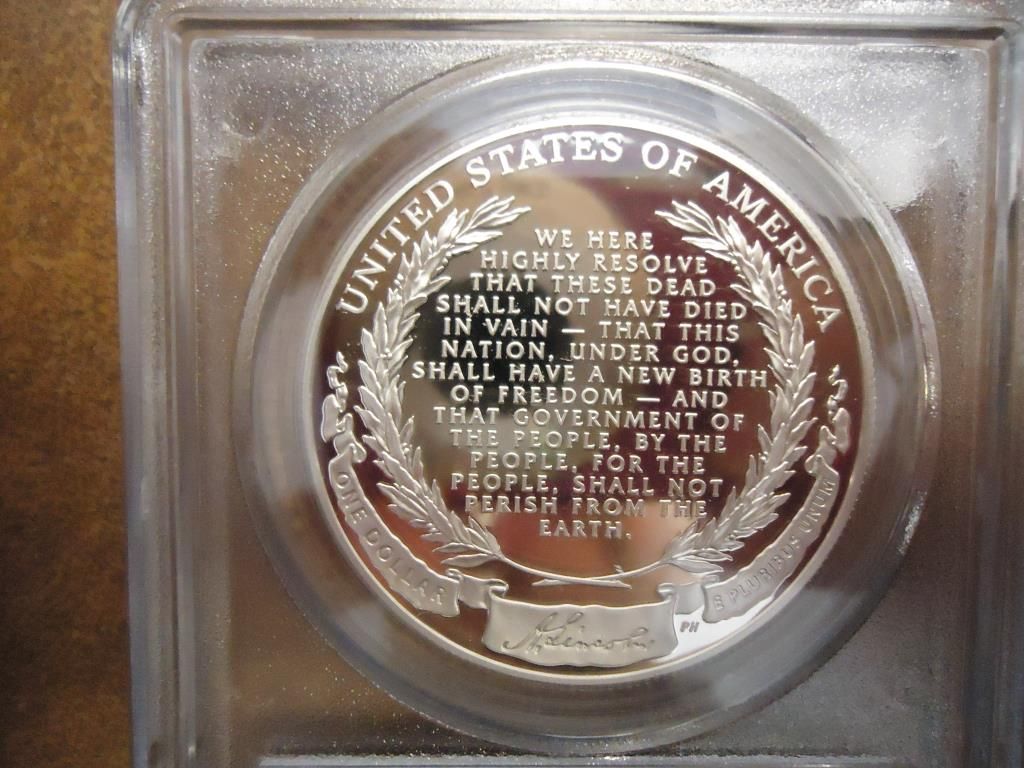 UNITED STATES OF AMERICA
WE HERE
HIGHLY RESOLVE
THAT THESE DEAD
SHALL NOT HAVE DIED
IN VAIN — THAT THIS
NATION, UNDER GOD,
SHALL HAVE A NEW BIRTH
OF FREEDOM — AND
THAT GOVERNMENT OF
THE PEOPLE, BY THE
PEOPLE, FOR THE
PEOPLE, SHALL NOT
PERISH FROM THE
EARTH.
ONE DOLLAR
E PLURIBUS UNUM
A. Lincoln
PH